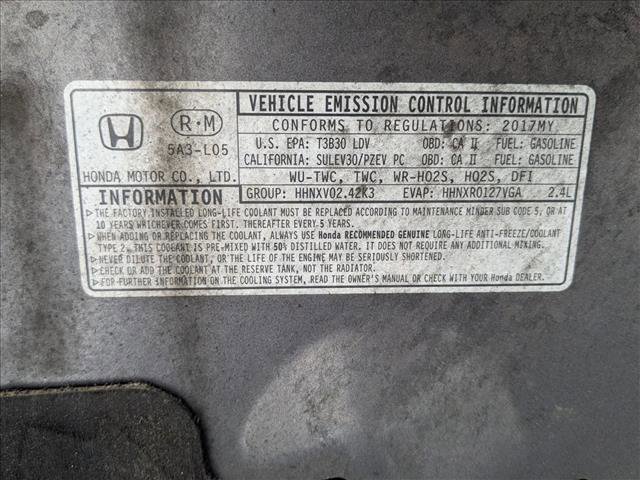 R·M
5A3-L05
HONDA MOTOR CO., LTD.
VEHICLE EMISSION CONTROL INFORMATION
CONFORMS TO REGULATIONS: 2017MY
U.S. EPA: T3B30 LDV OBD: CA II FUEL: GASOLINE
CALIFORNIA: SULEV30/PZEV PC OBD: CA II FUEL: GASOLINE
WU-TWC, TWC, WR-HO2S, HO2S, DFI
GROUP: HHNXV02.42K3 EVAP: HHNXR0127VGA 2.4L
INFORMATION
▷THE FACTORY INSTALLED LONG-LIFE COOLANT MUST BE REPLACED ACCORDING TO MAINTENANCE MINDER SUB CODE 5, OR AT
10 YEARS WHICHEVER COMES FIRST. THEREAFTER EVERY 5 YEARS.
▷WHEN ADDING OR REPLACING COOLANT, ALWAYS USE Honda RECOMMENDED GENUINE LONG-LIFE ANTI-FREEZE/COOLANT
TYPE 2. THIS COOLANT IS PRE-MIXED WITH 50% DISTILLED WATER. IT DOES NOT REQUIRE ANY ADDITIONAL MIXING.
▷NEVER DILUTE THE COOLANT, OR THE LIFE OF THE ENGINE MAY BE SERIOUSLY SHORTENED.
▷CHECK OR ADD THE COOLANT AT THE RESERVE TANK, NOT THE RADIATOR.
▷FOR FURTHER INFORMATION ON THE COOLING SYSTEM, READ THE OWNER'S MANUAL OR CHECK WITH YOUR Honda DEALER.